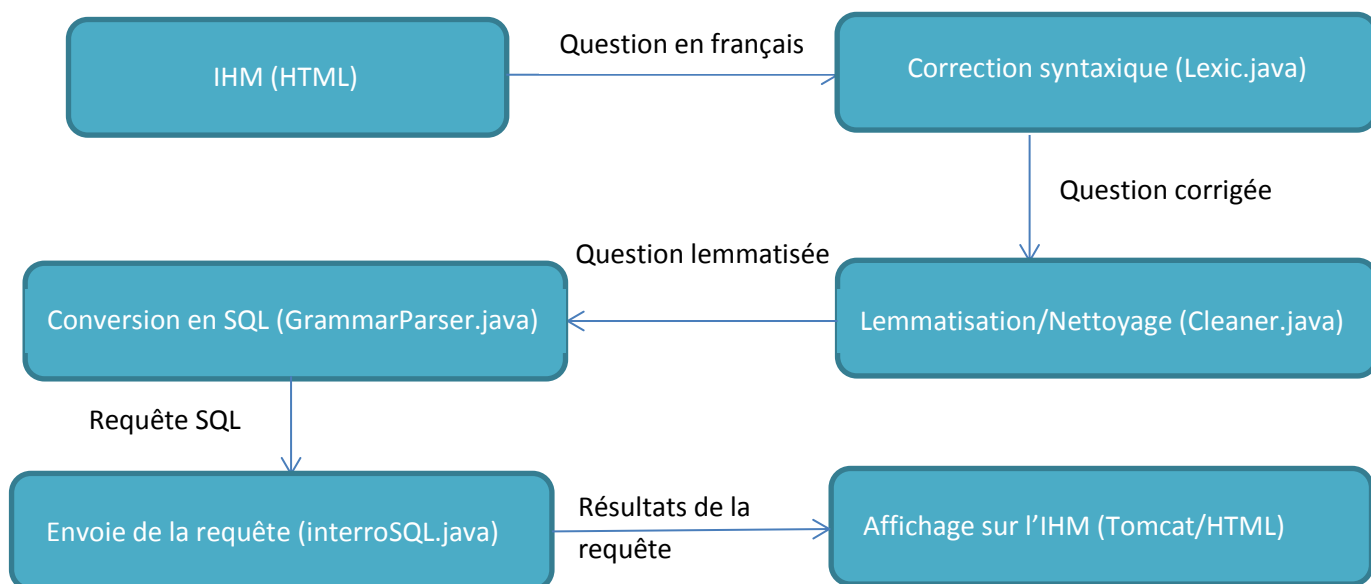 IHM (HTML)
Question en français
Correction syntaxique (Lexic.java)
Question corrigée
Lemmatisation/Nettoyage (Cleaner.java)
Question lemmatisée
Conversion en SQL (GrammarParser.java)
Requête SQL
Envoie de la requête (interroSQL.java)
Résultats de la
requête
Affichage sur l’IHM (Tomcat/HTML)